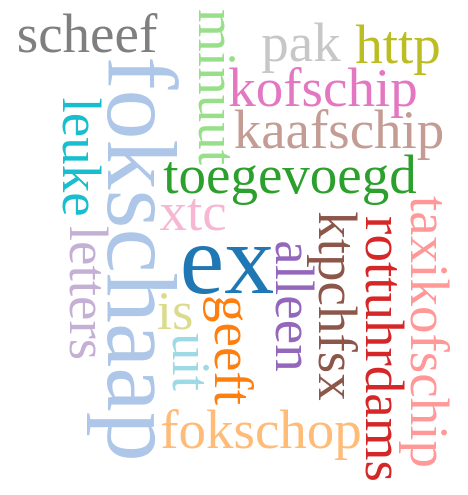 scheef
minuut
pak
http
kofschip
kaafschip
leuke
fokschaap
toegevoegd
xtc
taxikofschip
ktpchfsx
rottuhrdams
letters
ex
alleen
is
geeft
uit
fokschop